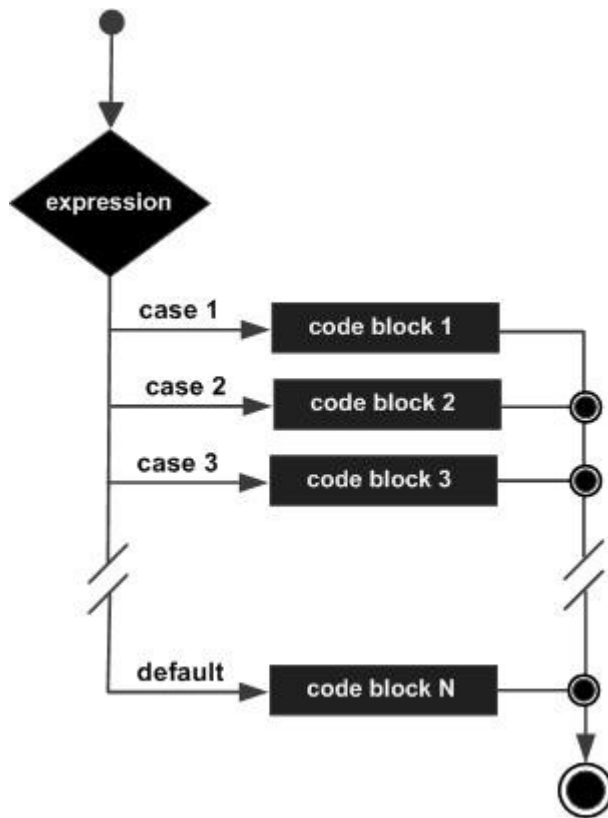 expression
case 1
code block 1
case 2
code block 2
case 3
code block 3
default
code block N